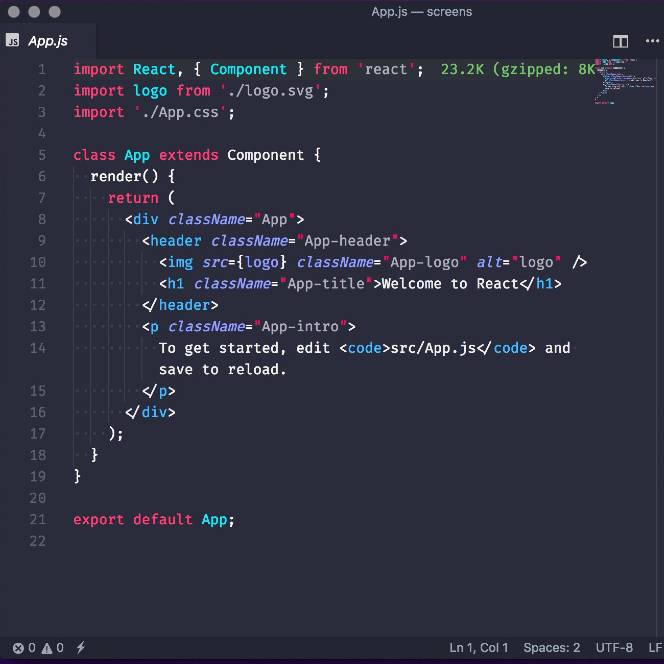 App.js — screens
JS App.js
1 import React, { Component } from 'react'; 23.2K (gzipped: 8K
2 import logo from './logo.svg';
3 import './App.css';
4
5 class App extends Component {
6 render() {
7 return (
8 <div className="App">
9 <header className="App-header">
10 <img src={logo} className="App-logo" alt="logo" />
11 <h1 className="App-title">Welcome to React</h1>
12 </header>
13 <p className="App-intro">
14 To get started, edit <code>src/App.js</code> and
save to reload.
15 </p>
16 </div>
17 );
18 }
19 }
20
21 export default App;
22
0 0 Ln 1, Col 1 Spaces: 2 UTF-8 LF